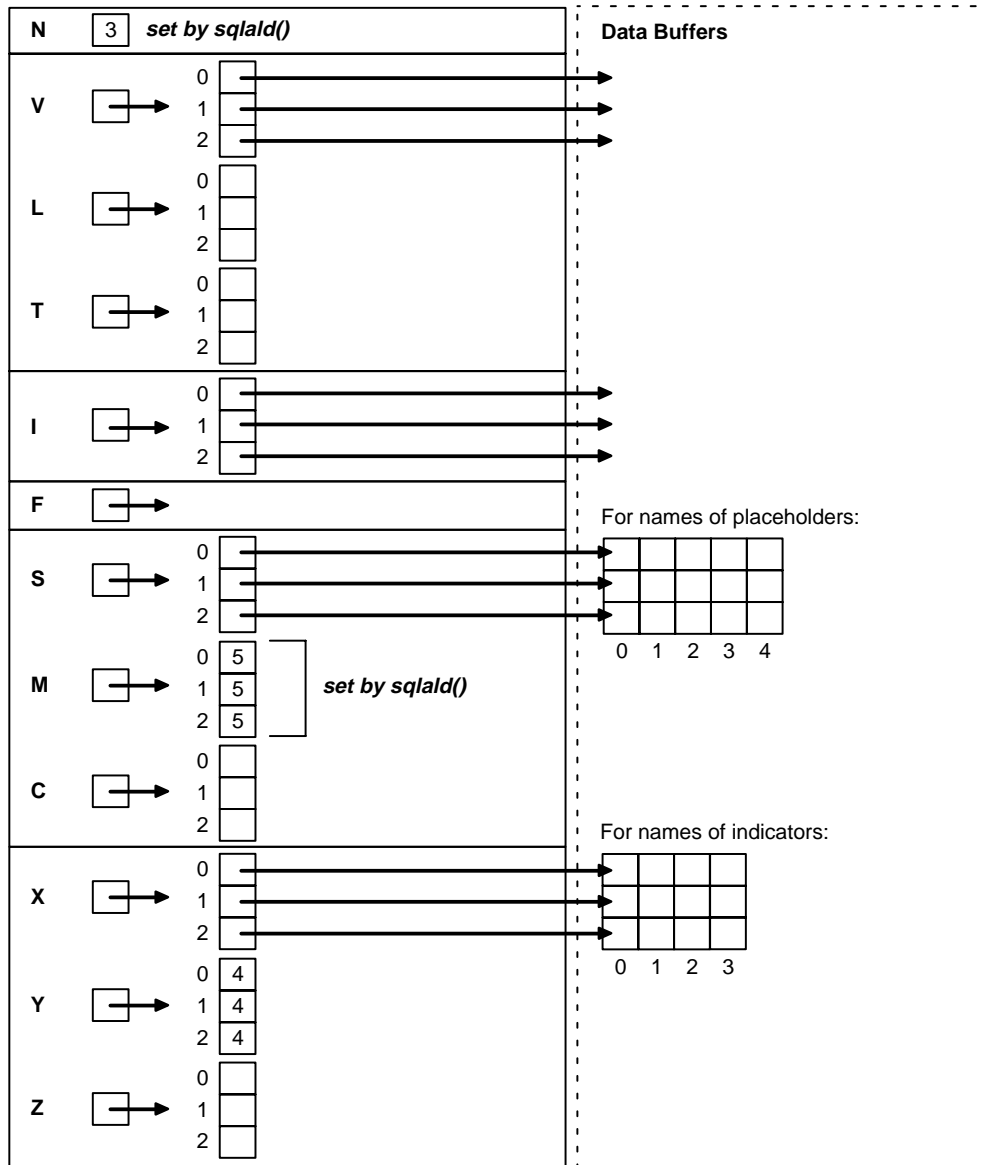 N 3 set by sqlald()
Data Buffers
0
V 1
2
0
L 1
2
0
T 1
2
0
I 1
2
F
For names of placeholders:
0
S 1
2
0 1 2 3 4
0 5
M 1 5 set by sqlald()
2 5
0
C 1
2
For names of indicators:
0
X 1
2
0 1 2 3
0 4
Y 1 4
2 4
0
Z 1
2